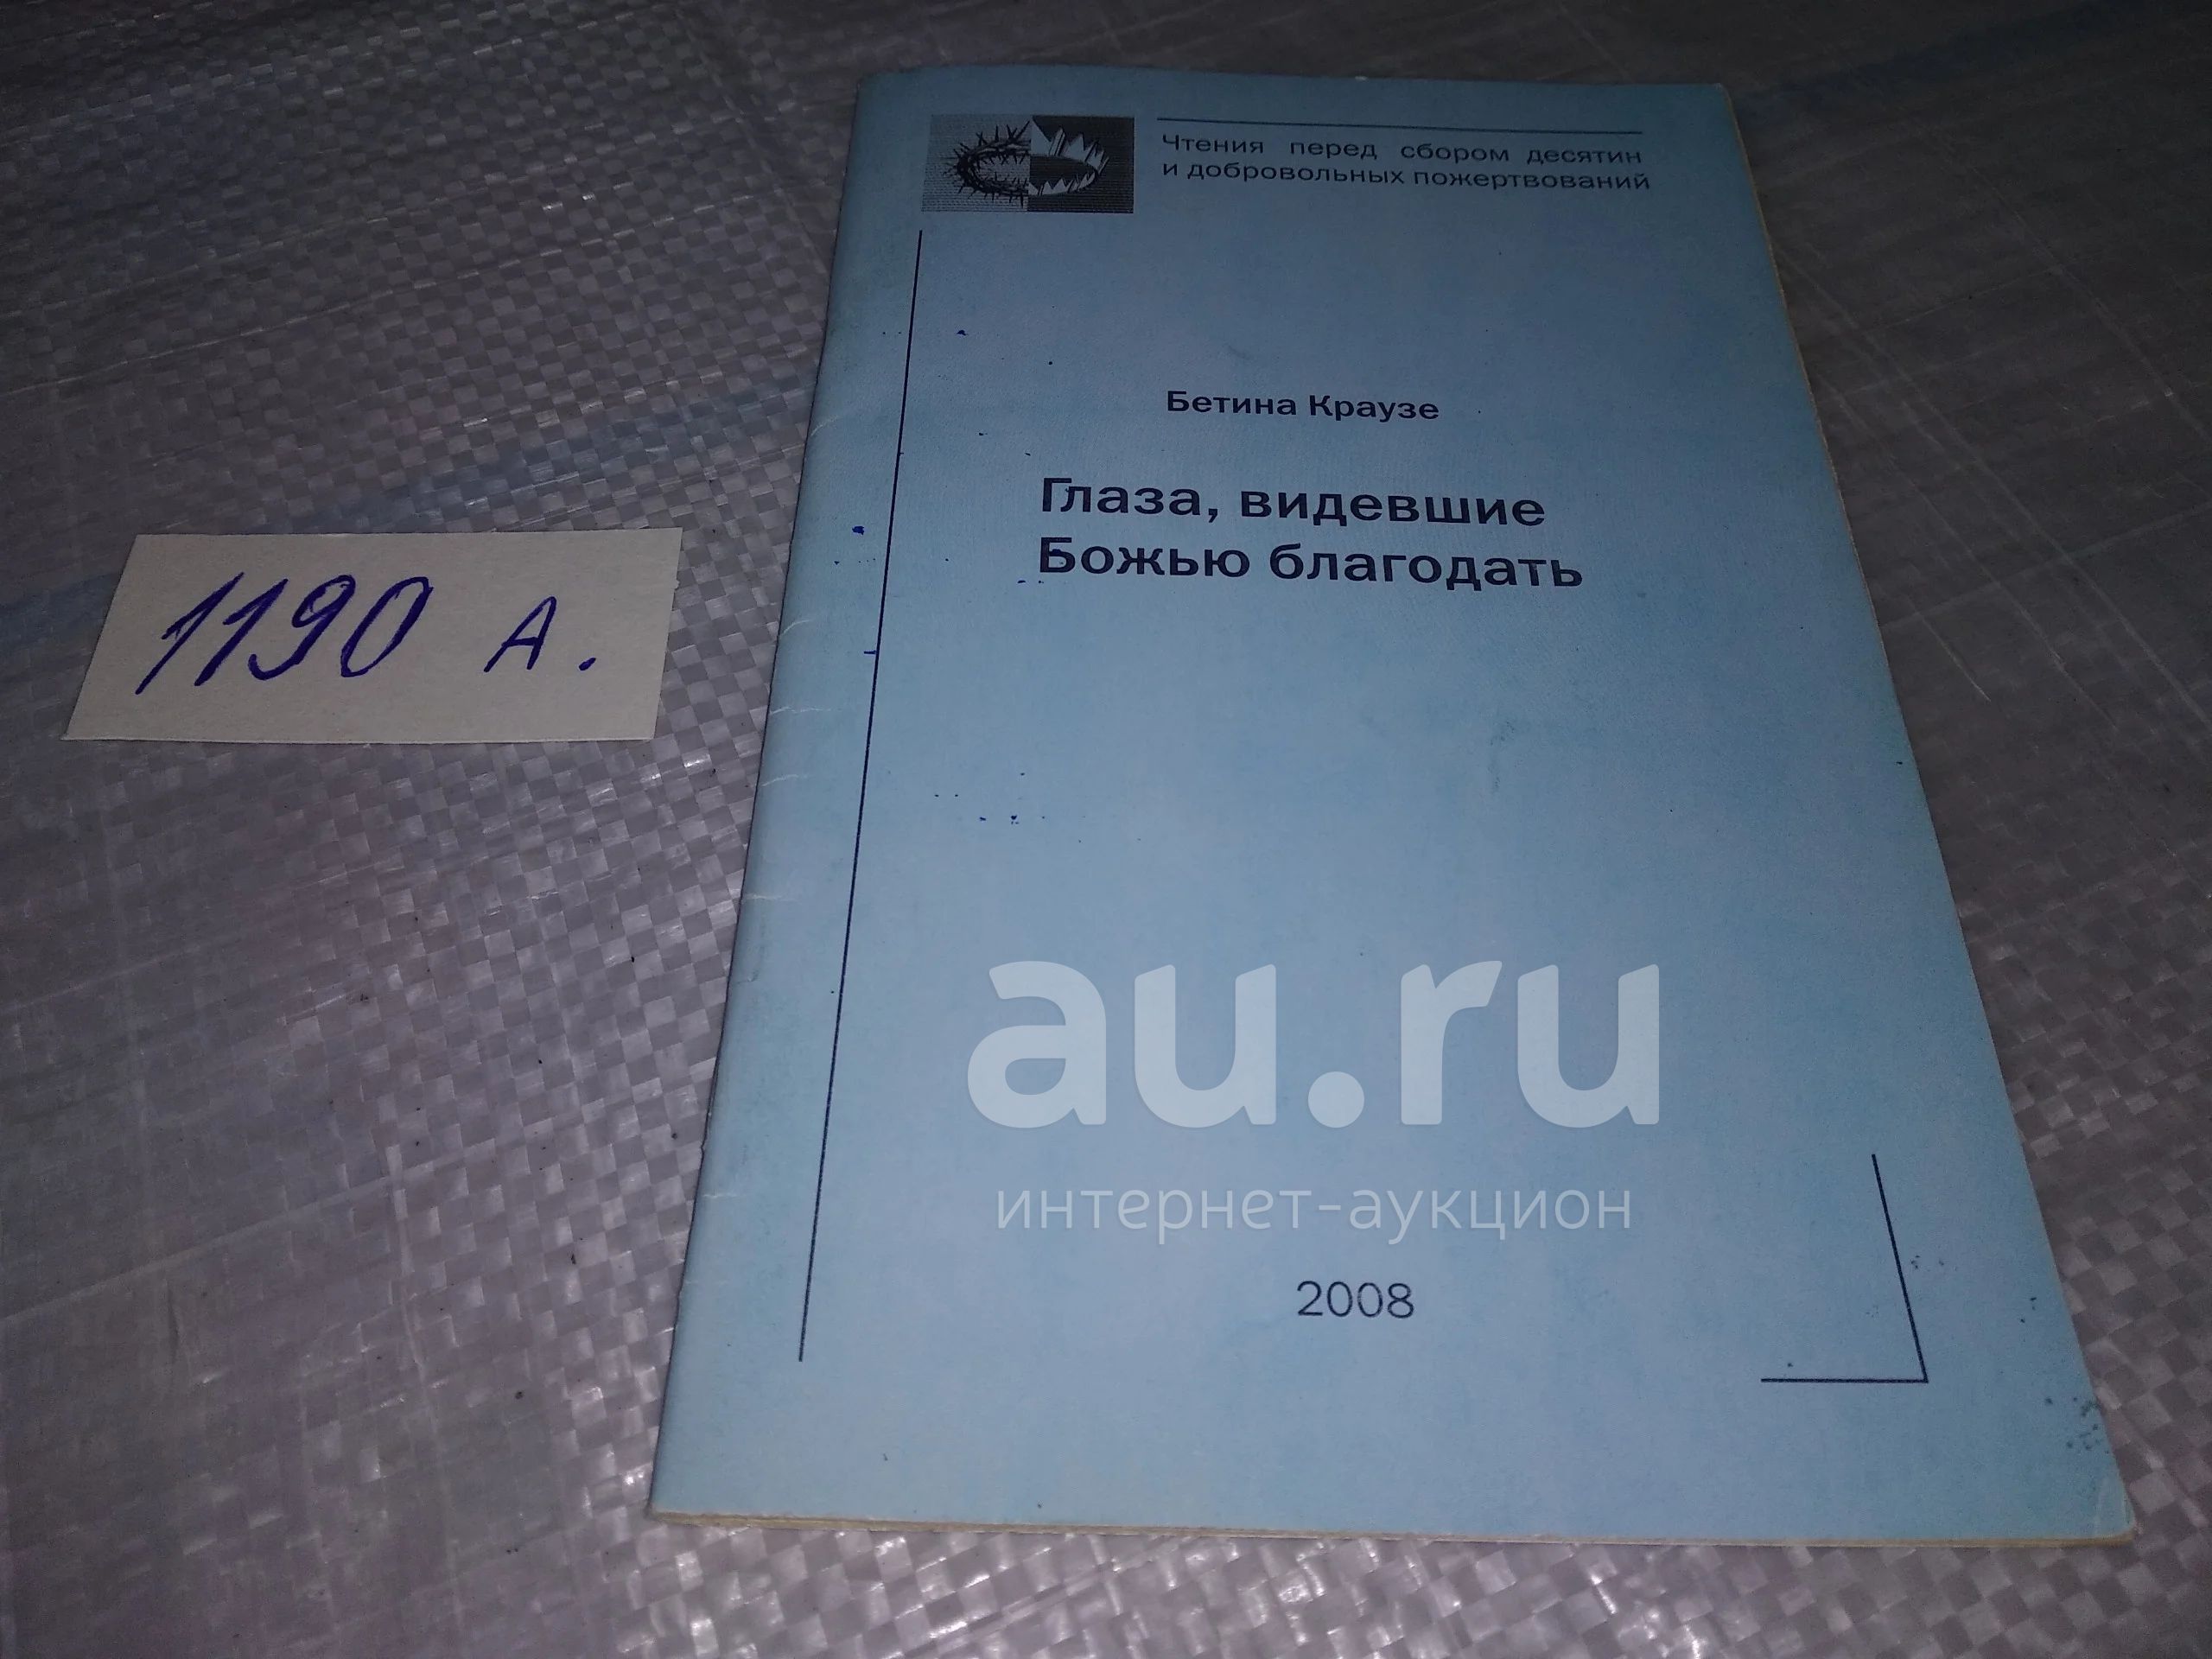 Чтения перед сбором десятин
и добровольных пожертвований
Бетина Краузе
Глаза, видевшие
Божью благодать
1190 А.
au.ru
интернет-аукцион
2008